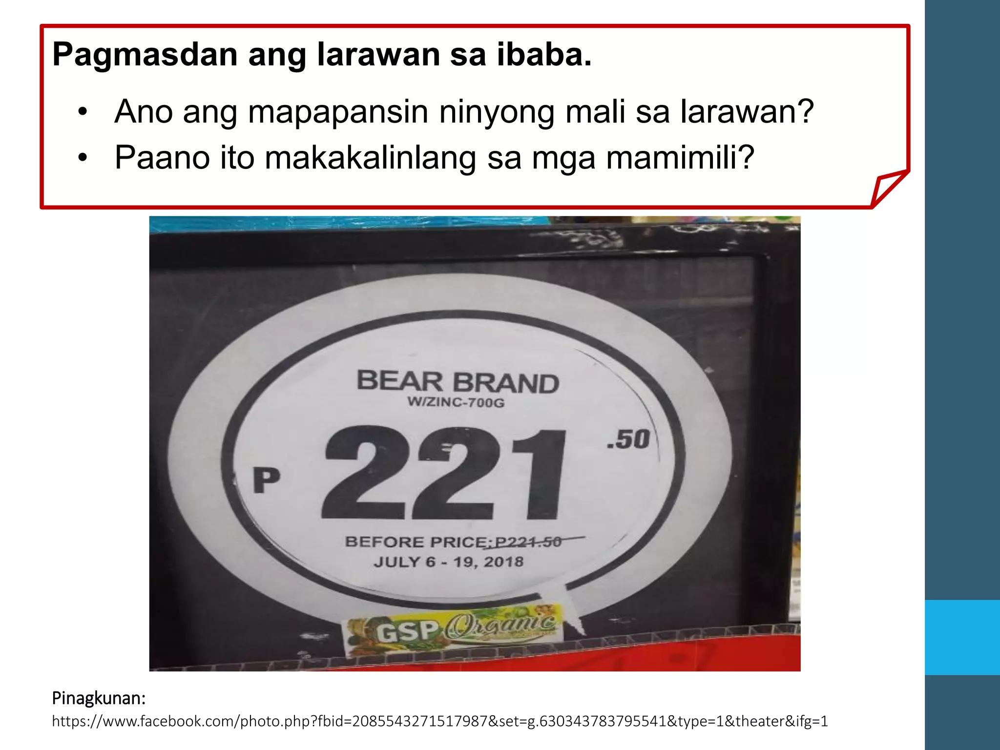 Pagmasdan ang larawan sa ibaba.
• Ano ang mapapansin ninyong mali sa larawan?
• Paano ito makakalinlang sa mga mamimili?
BEAR BRAND
W/ZINC-700G
P 221 .50
BEFORE PRICE: P221.50
JULY 6 - 19, 2018
GSP Organic
Pinagkunan:
https://www.facebook.com/photo.php?fbid=2085543271517987&set=g.630343783795541&type=1&theater&ifg=1